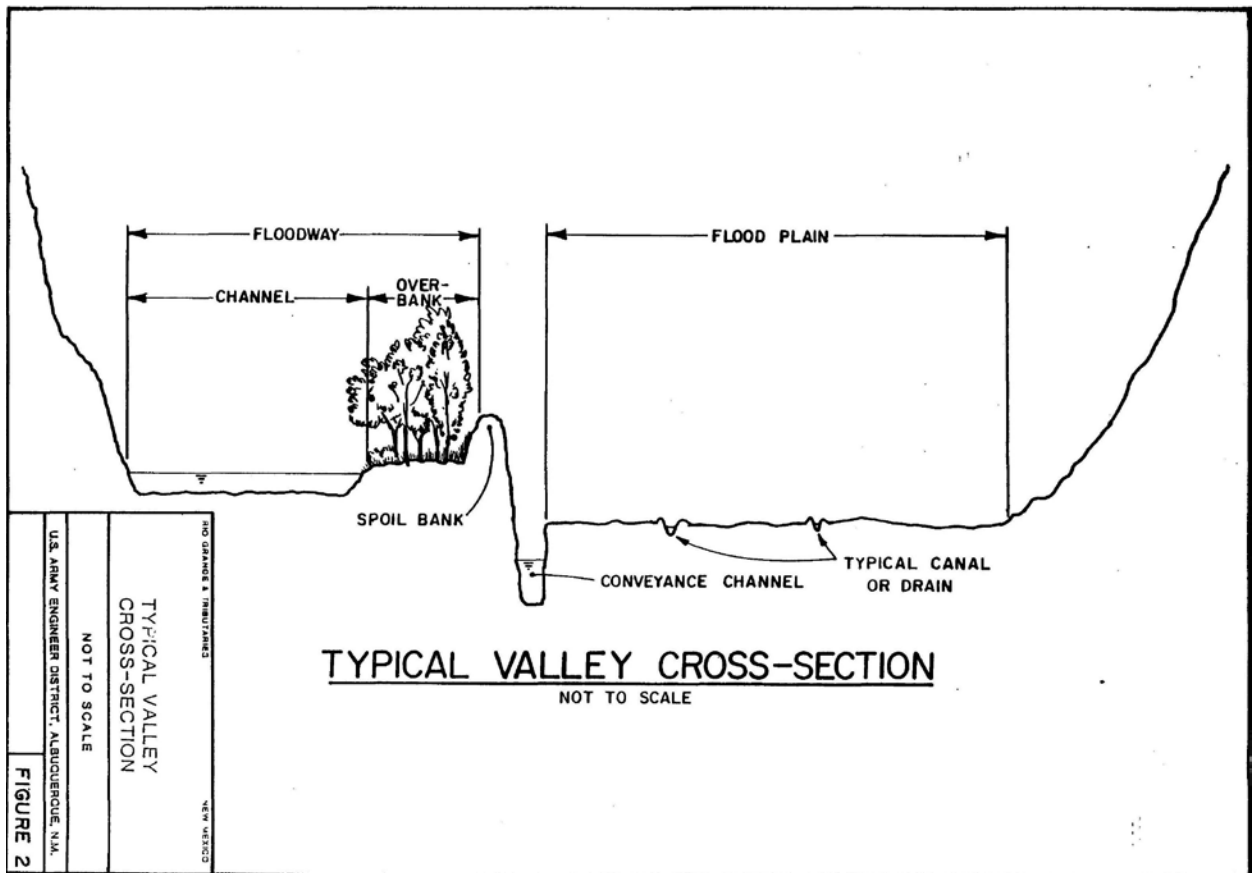 FLOODWAY
FLOOD PLAIN
CHANNEL
OVER-
BANK
SPOIL BANK
CONVEYANCE CHANNEL
TYPICAL CANAL
OR DRAIN
TYPICAL VALLEY CROSS-SECTION
NOT TO SCALE
RIO GRANDE & TRIBUTARIES
NEW MEXICO
TYPICAL VALLEY
CROSS-SECTION
NOT TO SCALE
U.S. ARMY ENGINEER DISTRICT, ALBUQUERQUE, N.M.
FIGURE 2